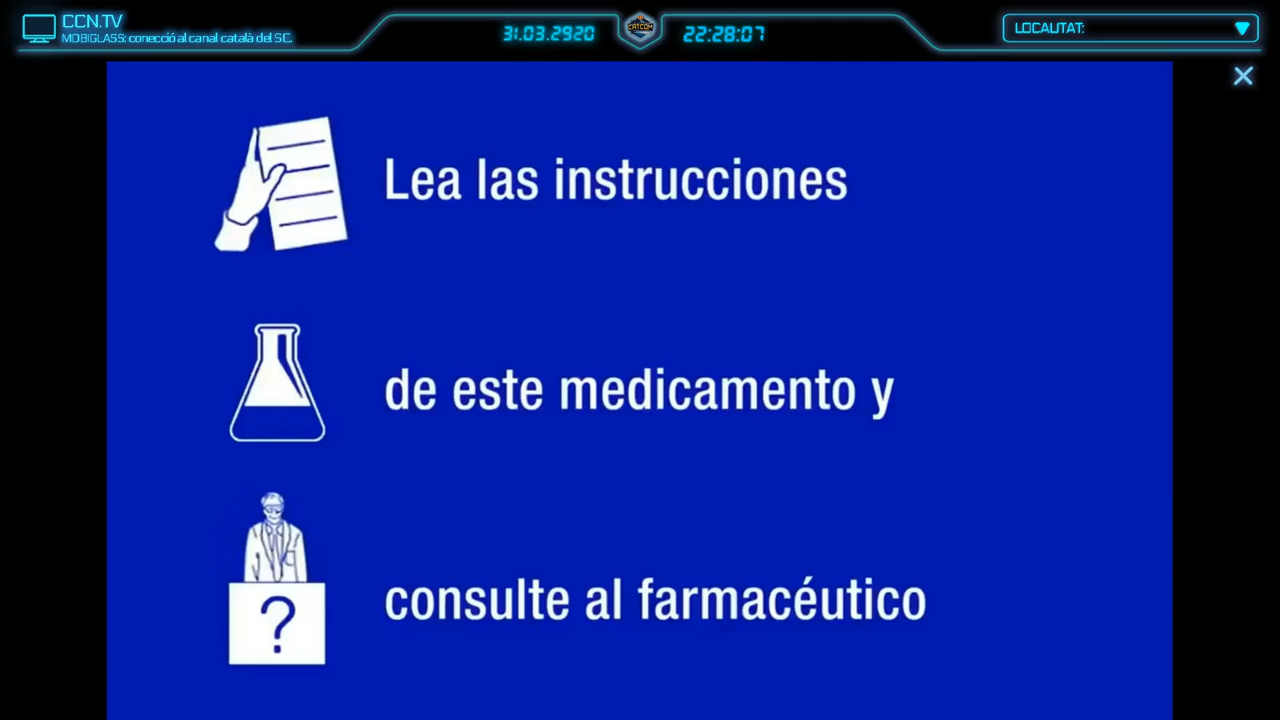 CCN.TV
MOBIGLASS: conecció al canal català del SC.
31.03.2920
CATCOM
22:28:07
LOCALITAT:
Lea las instrucciones
de este medicamento y
consulte al farmacéutico
?